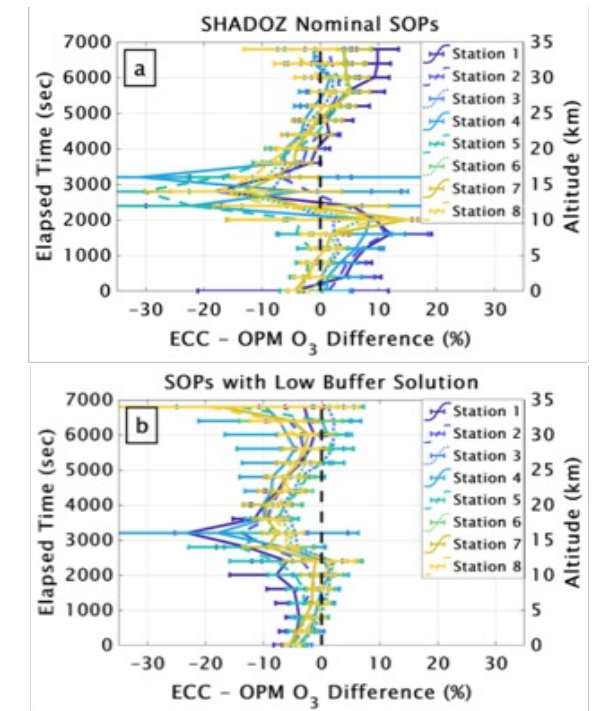 SHADOZ Nominal SOPs
a
Elapsed Time (sec)
7000
6000
5000
4000
3000
2000
1000
0
35
30
25
20
15
10
5
0
Altitude (km)
Station 1
Station 2
Station 3
Station 4
Station 5
Station 6
Station 7
Station 8
-30 -20 -10 0 10 20 30
ECC - OPM O3 Difference (%)
SOPs with Low Buffer Solution
b
Elapsed Time (sec)
7000
6000
5000
4000
3000
2000
1000
0
35
30
25
20
15
10
5
0
Altitude (km)
Station 1
Station 2
Station 3
Station 4
Station 5
Station 6
Station 7
Station 8
-30 -20 -10 0 10 20 30
ECC - OPM O3 Difference (%)